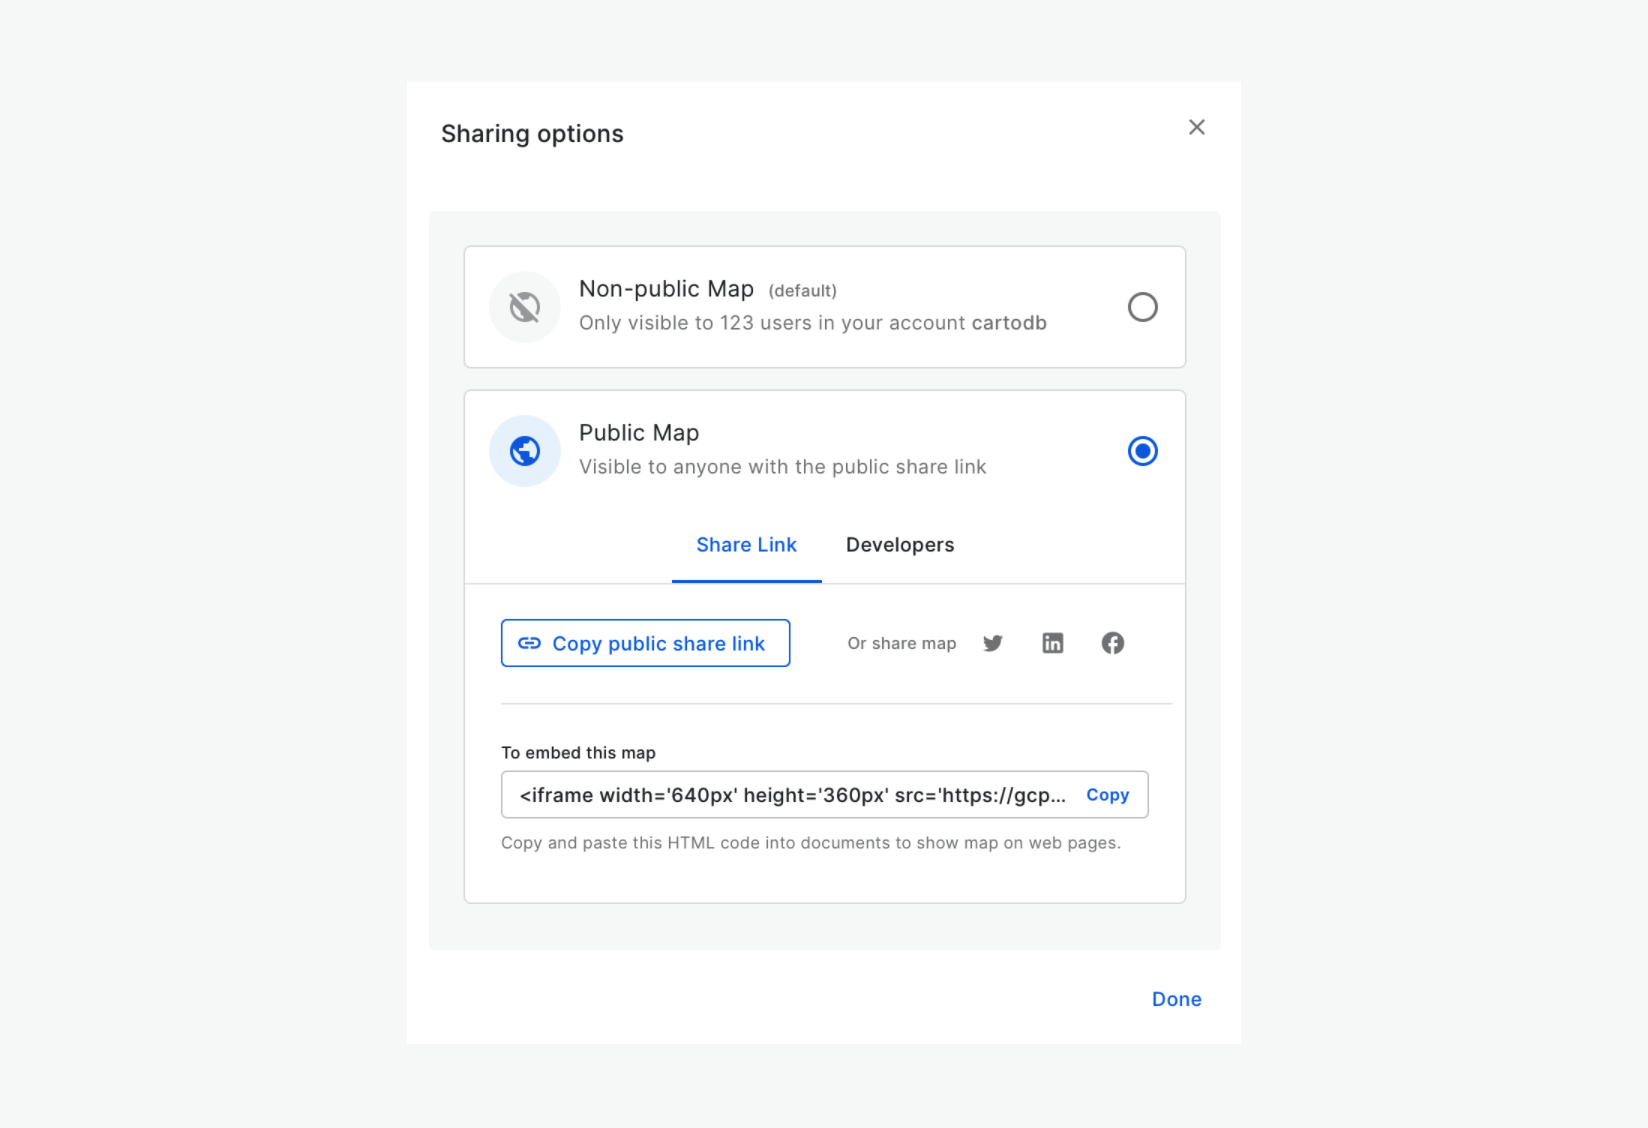 Sharing options
Non-public Map (default)
Only visible to 123 users in your account cartodb
Public Map
Visible to anyone with the public share link
Share Link Developers
Copy public share link Or share map
To embed this map
<iframe width='640px' height='360px' src='https://gcp... Copy
Copy and paste this HTML code into documents to show map on web pages.
Done